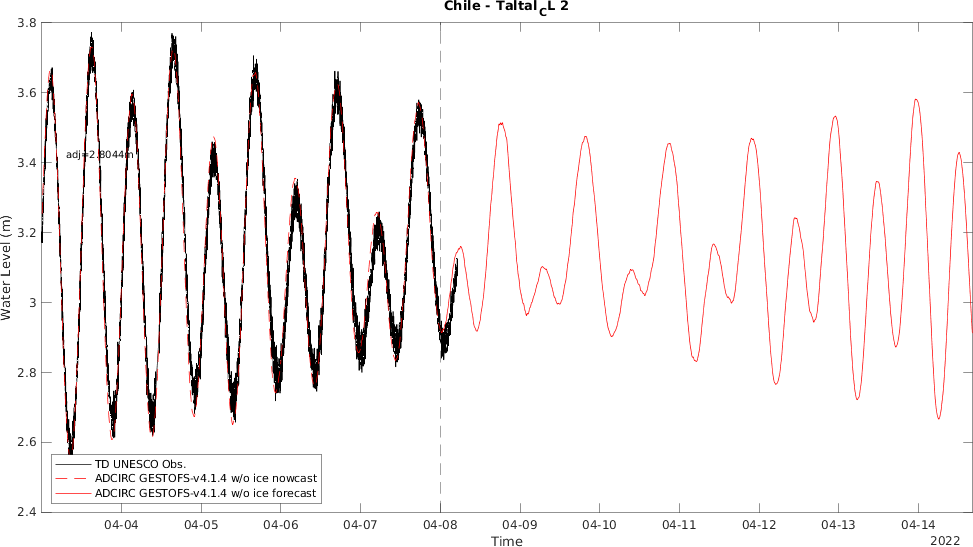 Chile - Taltal_CL 2
3.8
3.6
3.4
3.2
3
2.8
2.6
2.4
Water Level (m)
adj=2.8044m
TD UNESCO Obs.
ADCIRC GESTOFS-v4.1.4 w/o ice nowcast
ADCIRC GESTOFS-v4.1.4 w/o ice forecast
04-04 04-05 04-06 04-07 04-08 04-09 04-10 04-11 04-12 04-13 04-14
Time
2022